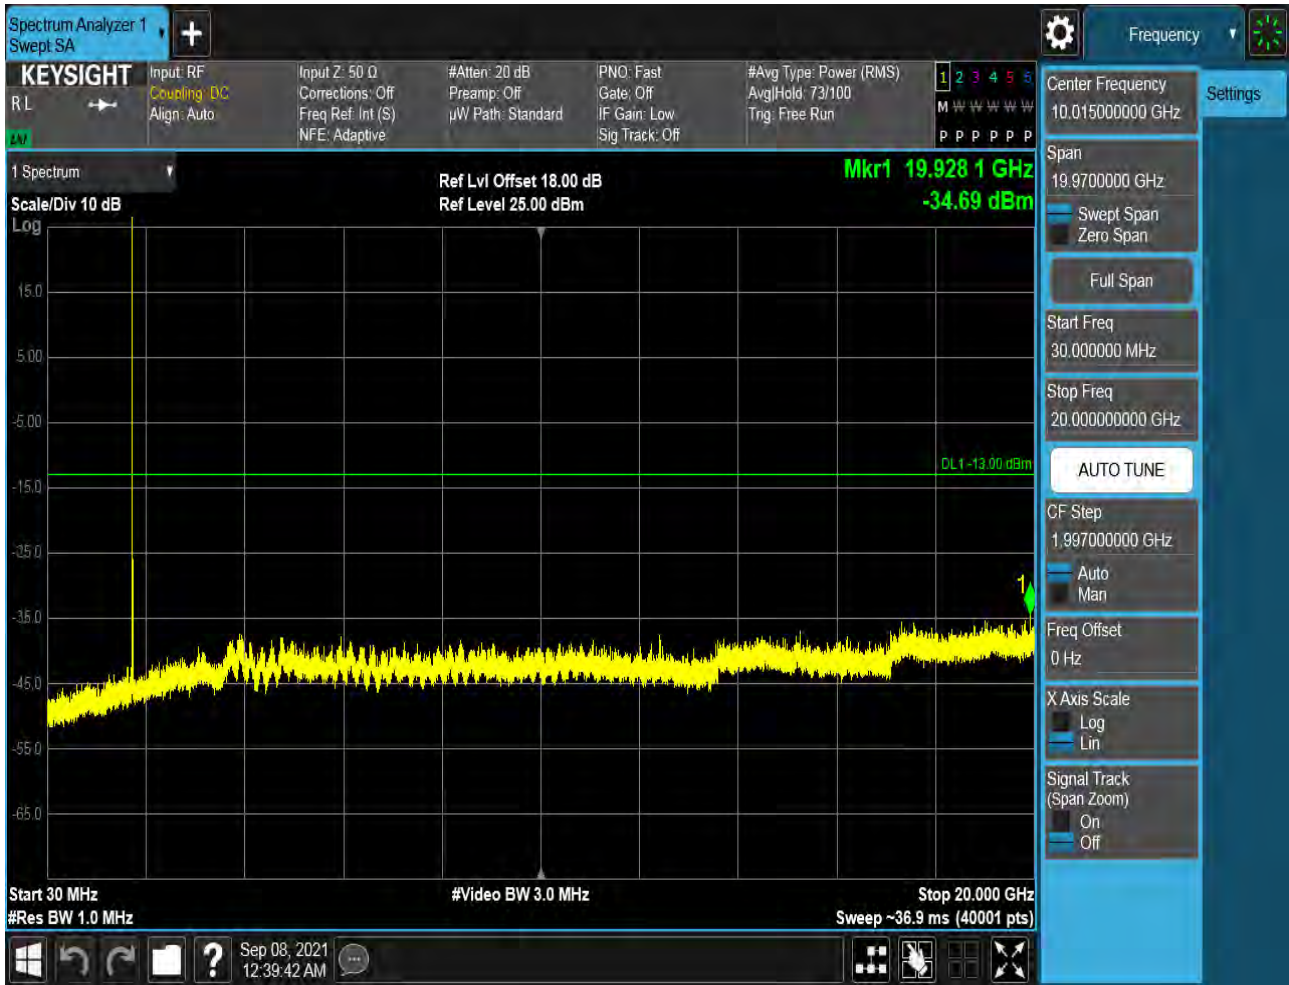 Spectrum Analyzer 1
Swept SA
Frequency
KEYSIGHT
R L
Input: RF
Coupling: DC
Align: Auto
Input Z: 50 Ω
Corrections: Off
Freq Ref: Int (S)
NFE: Adaptive
#Atten: 20 dB
Preamp: Off
µW Path: Standard
PNO: Fast
Gate: Off
IF Gain: Low
Sig Track: Off
#Avg Type: Power (RMS)
Avg|Hold: 73/100
Trig: Free Run
1 2 3 4 5 6
M W W W W W
P P P P P P
1 Spectrum
Scale/Div 10 dB
Log
Ref Lvl Offset 18.00 dB
Ref Level 25.00 dBm
Mkr1 19.928 1 GHz
-34.69 dBm
15.0
5.00
-5.00
DL1 -13.00 dBm
-15.0
-25.0
1
-35.0
-45.0
-55.0
-65.0
Start 30 MHz
#Video BW 3.0 MHz
Stop 20.000 GHz
#Res BW 1.0 MHz
Sweep ~36.9 ms (40001 pts)
Center Frequency
10.015000000 GHz
Settings
Span
19.9700000 GHz
Swept Span
Zero Span
Full Span
Start Freq
30.000000 MHz
Stop Freq
20.000000000 GHz
AUTO TUNE
CF Step
1.997000000 GHz
Auto
Man
Freq Offset
0 Hz
X Axis Scale
Log
Lin
Signal Track
(Span Zoom)
On
Off
?
Sep 08, 2021
12:39:42 AM